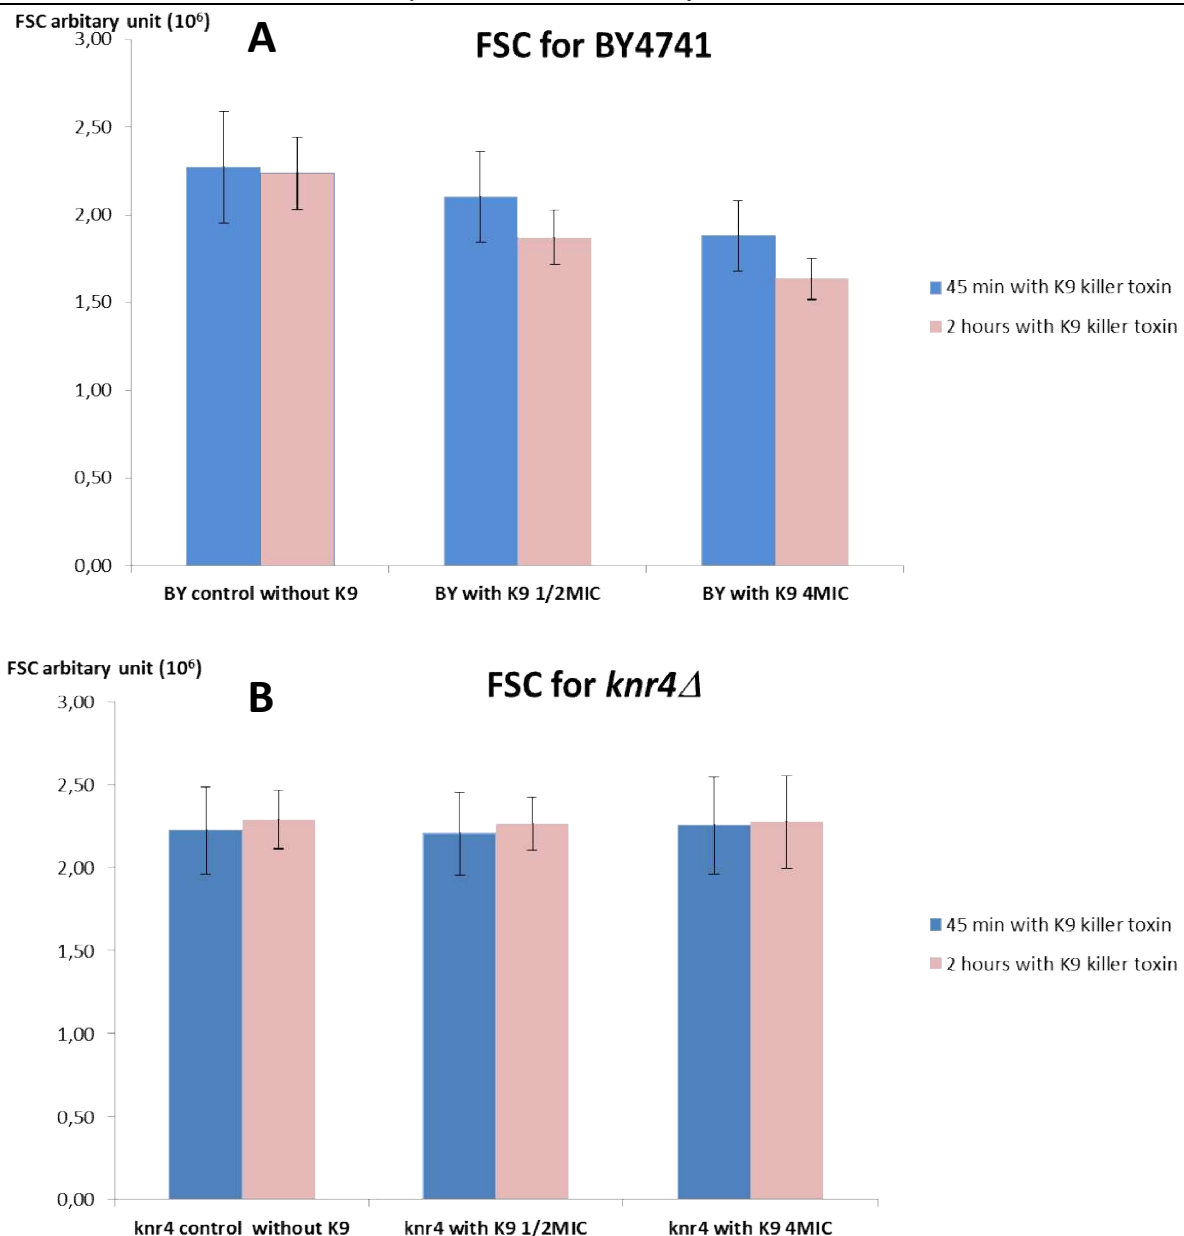 FSC arbitary unit (10⁶)
A
FSC for BY4741
3,00
2,50
2,00
1,50
1,00
0,50
0,00
BY control without K9
BY with K9 1/2MIC
BY with K9 4MIC
45 min with K9 killer toxin
2 hours with K9 killer toxin
FSC arbitary unit (10⁶)
B
FSC for knr4Δ
3,00
2,50
2,00
1,50
1,00
0,50
0,00
knr4 control without K9
knr4 with K9 1/2MIC
knr4 with K9 4MIC
45 min with K9 killer toxin
2 hours with K9 killer toxin